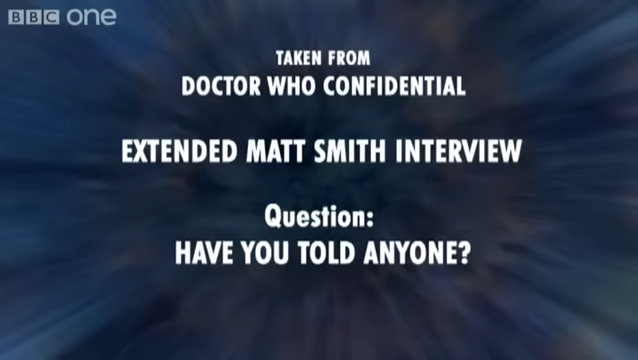 BBC one
TAKEN FROM
DOCTOR WHO CONFIDENTIAL
EXTENDED MATT SMITH INTERVIEW
Question:
HAVE YOU TOLD ANYONE?